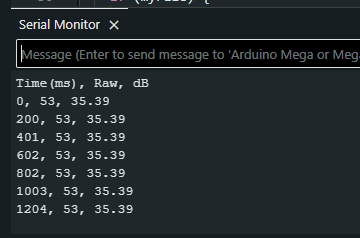 Serial Monitor ×
Message (Enter to send message to 'Arduino Mega or Mega
Time(ms), Raw, dB
0, 53, 35.39
200, 53, 35.39
401, 53, 35.39
602, 53, 35.39
802, 53, 35.39
1003, 53, 35.39
1204, 53, 35.39